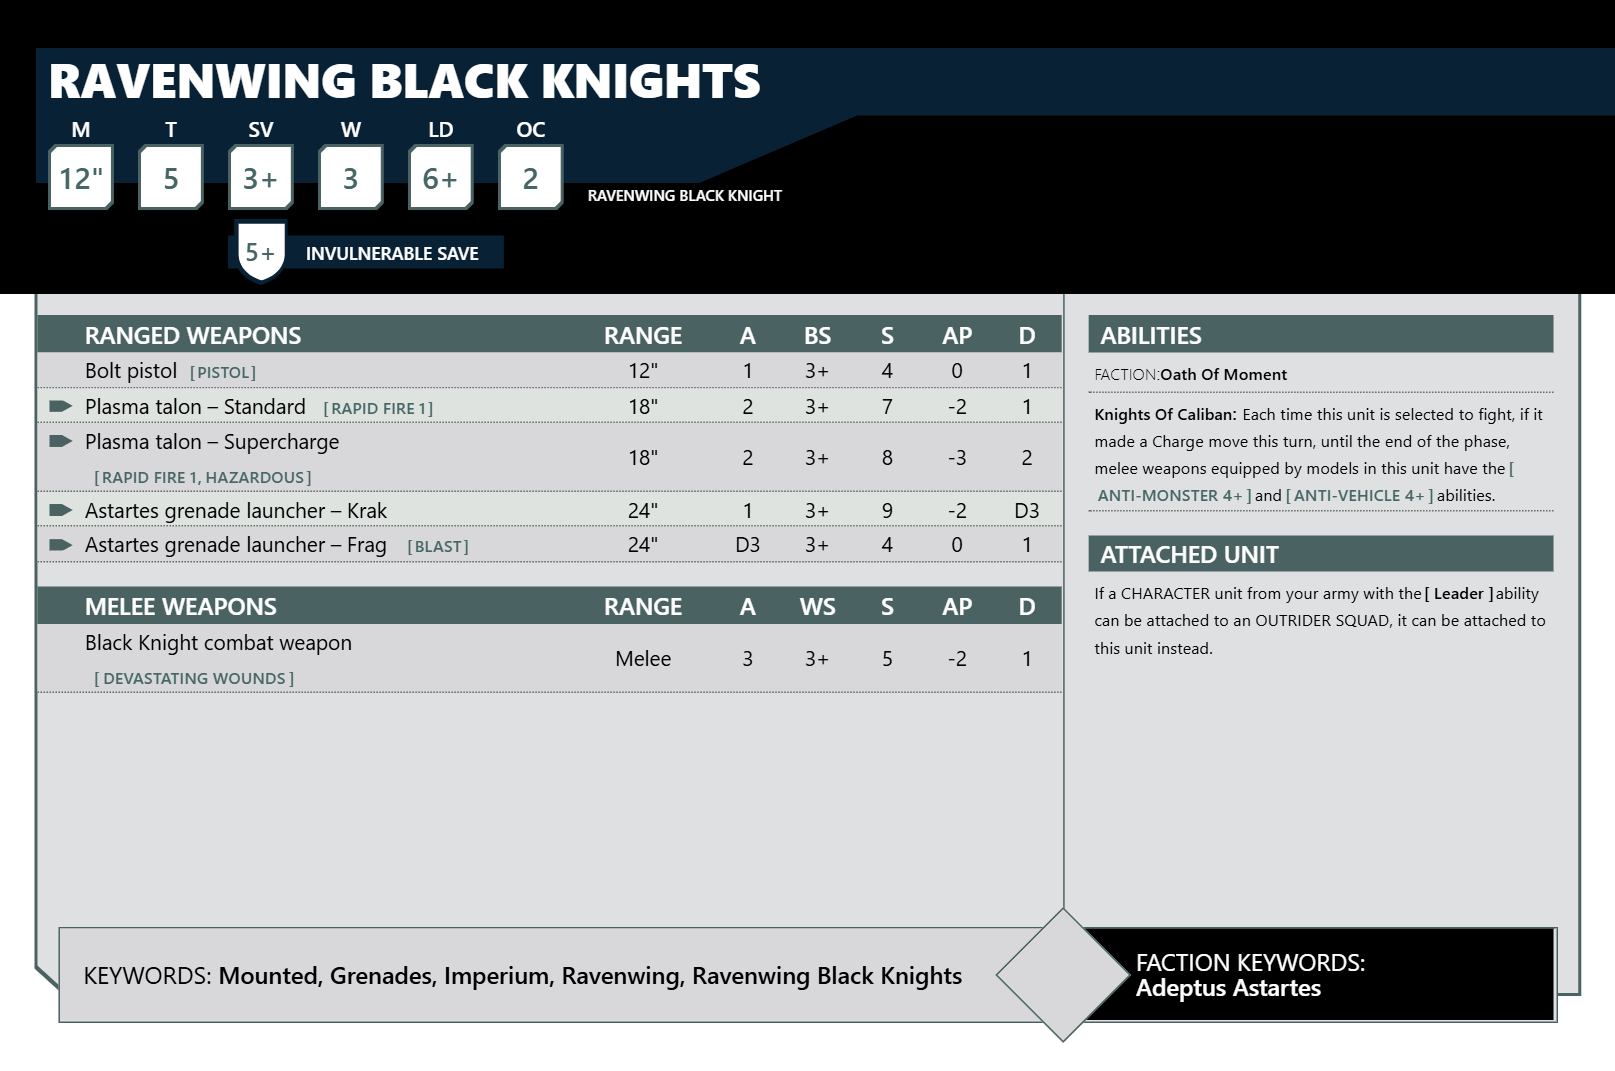 RAVENWING BLACK KNIGHTS
M T SV W LD OC
12" 5 3+ 3 6+ 2
RAVENWING BLACK KNIGHT
5+ INVULNERABLE SAVE
RANGED WEAPONS RANGE A BS S AP D
Bolt pistol [PISTOL] 12" 1 3+ 4 0 1
Plasma talon – Standard [RAPID FIRE 1] 18" 2 3+ 7 -2 1
Plasma talon – Supercharge
[RAPID FIRE 1, HAZARDOUS] 18" 2 3+ 8 -3 2
Astartes grenade launcher – Krak 24" 1 3+ 9 -2 D3
Astartes grenade launcher – Frag [BLAST] 24" D3 3+ 4 0 1
MELEE WEAPONS RANGE A WS S AP D
Black Knight combat weapon
[DEVASTATING WOUNDS] Melee 3 3+ 5 -2 1
ABILITIES
FACTION:Oath Of Moment
Knights Of Caliban: Each time this unit is selected to fight, if it
made a Charge move this turn, until the end of the phase,
melee weapons equipped by models in this unit have the [
ANTI-MONSTER 4+] and [ANTI-VEHICLE 4+] abilities.
ATTACHED UNIT
If a CHARACTER unit from your army with the [ Leader ] ability
can be attached to an OUTRIDER SQUAD, it can be attached to
this unit instead.
KEYWORDS: Mounted, Grenades, Imperium, Ravenwing, Ravenwing Black Knights
FACTION KEYWORDS:
Adeptus Astartes